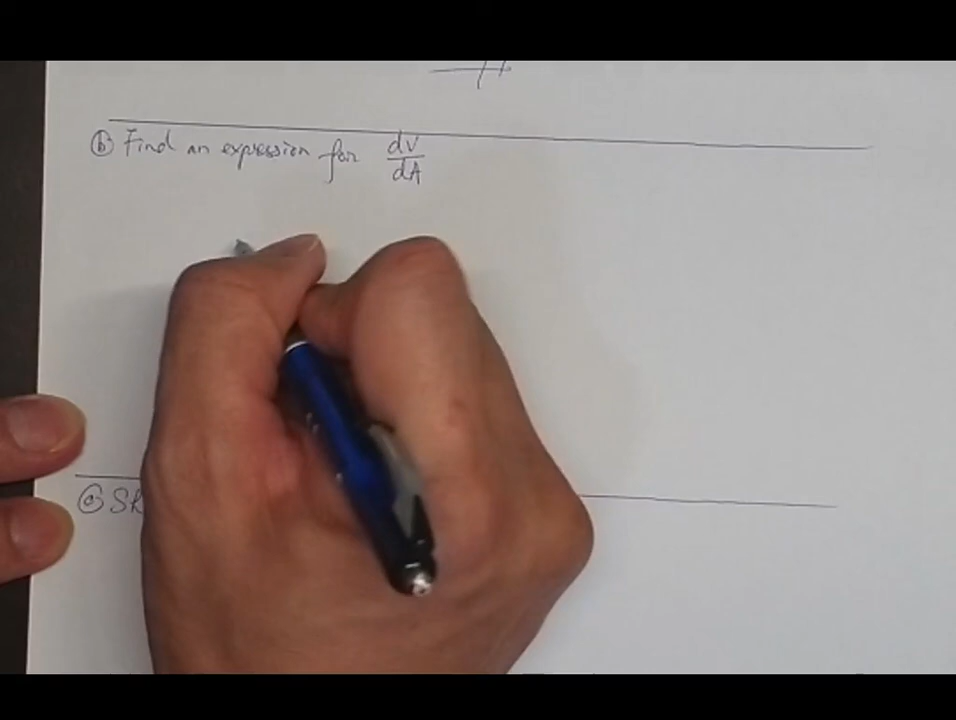 ⓑ Find an expression for dV/dA
ⓒ Sk